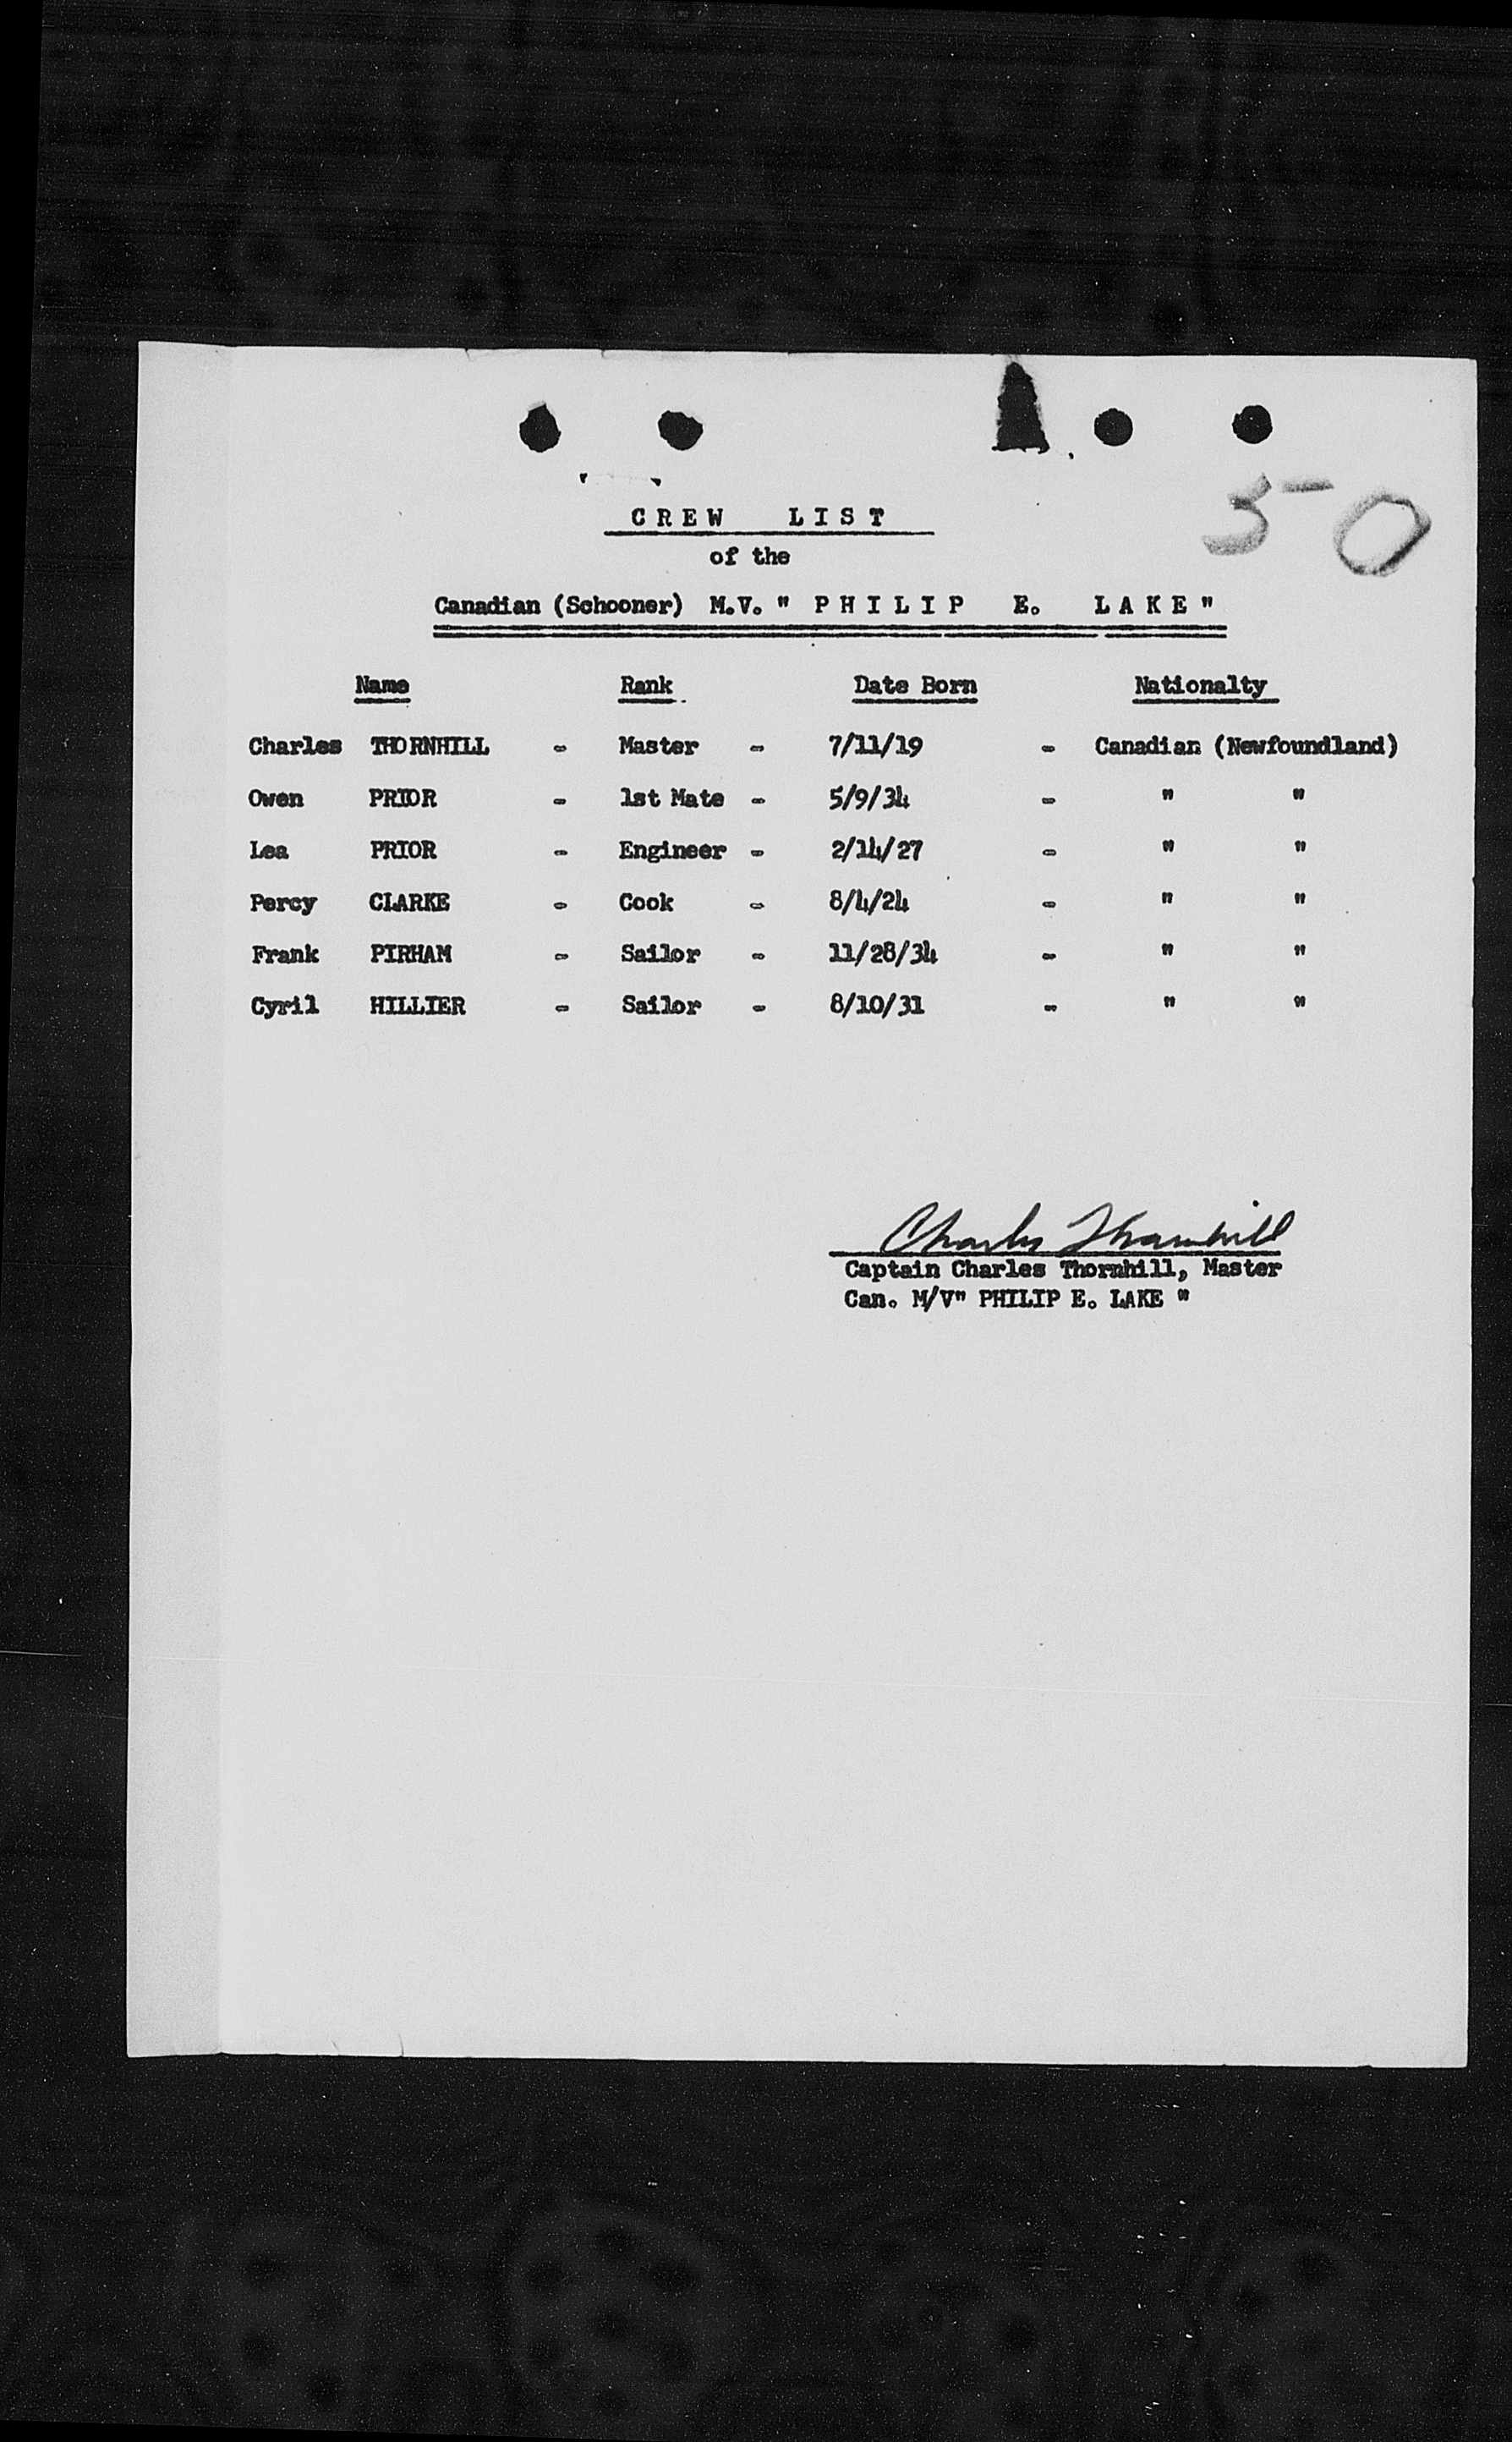 50
CREW LIST
of the
Canadian (Schooner) M.V. " PHILIP E. LAKE "
Name Rank Date Born Nationalty
Charles THORNHILL - Master - 7/11/19 - Canadian (Newfoundland)
Owen PRIOR - 1st Mate - 5/9/34 - " "
Lea PRIOR - Engineer - 2/14/27 - " "
Percy CLARKE - Cook - 8/4/24 - " "
Frank PIRHAM - Sailor - 11/28/34 - " "
Cyril HILLIER - Sailor - 8/10/31 - " "
Charles Thornhill
Captain Charles Thornhill, Master
Can. M/V" PHILIP E. LAKE "